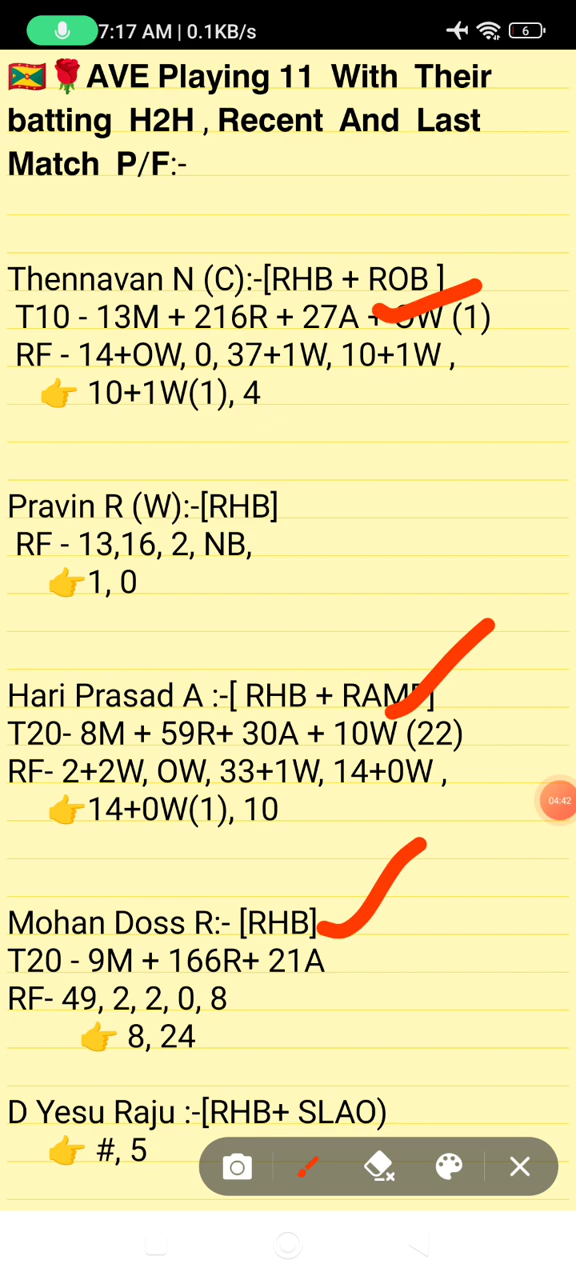 7:17 AM | 0.1KB/s
6
🇬🇩🌹AVE Playing 11 With Their
batting H2H , Recent And Last
Match P/F:-
Thennavan N (C):-[RHB + ROB ]
T10 - 13M + 216R + 27A + OW (1)
RF - 14+OW, 0, 37+1W, 10+1W ,
👉 10+1W(1), 4
Pravin R (W):-[RHB]
RF - 13,16, 2, NB,
👉1, 0
Hari Prasad A :-[ RHB + RAMF]
T20- 8M + 59R+ 30A + 10W (22)
RF- 2+2W, OW, 33+1W, 14+0W ,
👉14+0W(1), 10
04:42
Mohan Doss R:- [RHB]
T20 - 9M + 166R+ 21A
RF- 49, 2, 2, 0, 8
👉 8, 24
D Yesu Raju :-[RHB+ SLAO)
👉 #, 5